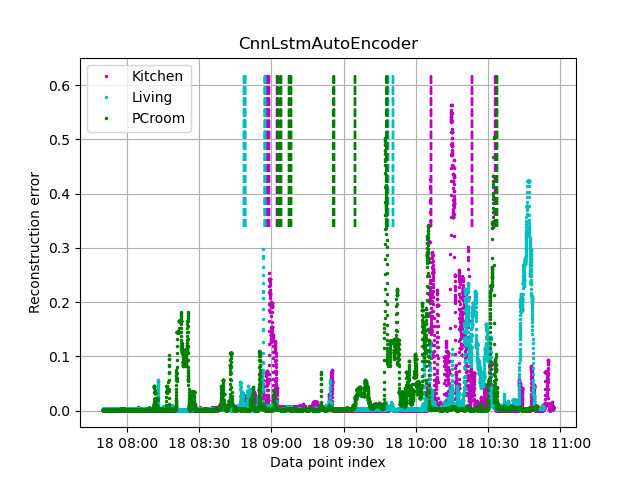 CnnLstmAutoEncoder
Kitchen
Living
PCroom
0.6
0.5
0.4
0.3
0.2
0.1
0.0
Reconstruction error
18 08:00 18 08:30 18 09:00 18 09:30 18 10:00 18 10:30 18 11:00
Data point index